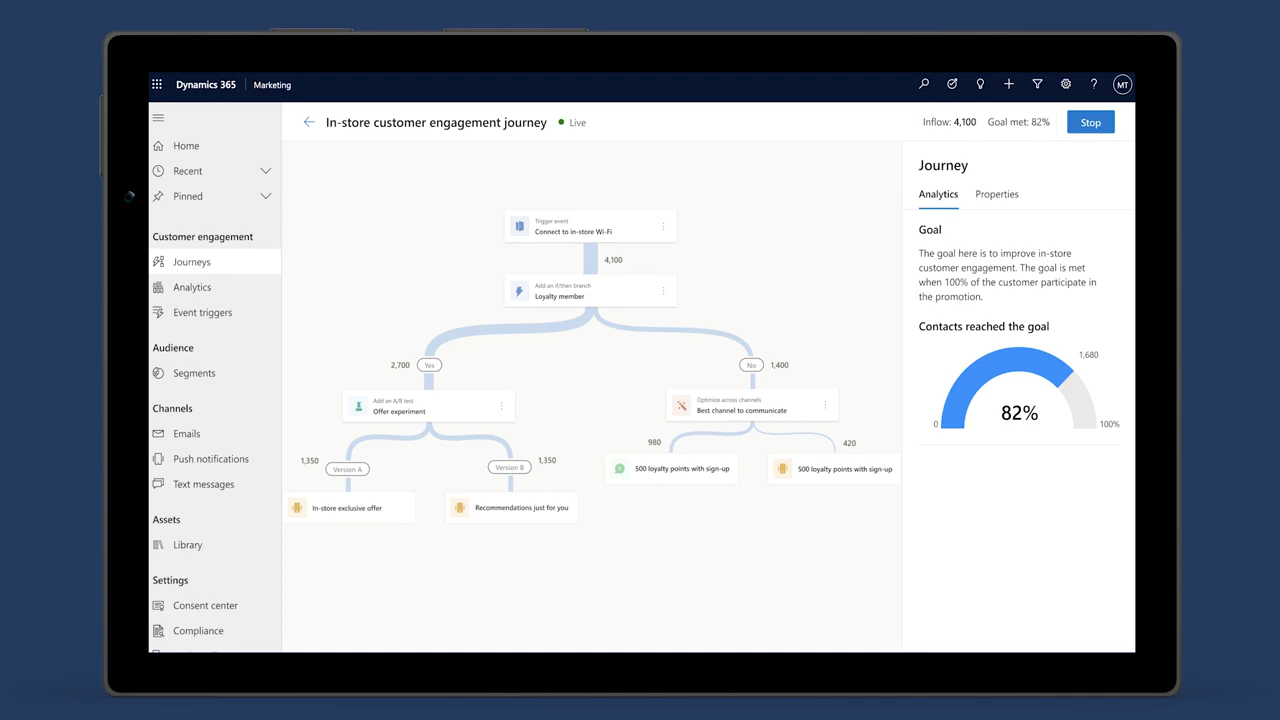 Dynamics 365
Marketing
MT
Home
Recent
Pinned
Customer engagement
Journeys
Analytics
Event triggers
Audience
Segments
Channels
Emails
Push notifications
Text messages
Assets
Library
Settings
Consent center
Compliance
In-store customer engagement journey
Live
Inflow: 4,100
Goal met: 82%
Stop
Trigger event
Connect to in-store Wi-Fi
4,100
Add an if/then branch
Loyalty member
2,700
Yes
No
1,400
Add an A/B test
Offer experiment
Optimize across channels
Best channel to communicate
1,350
Version A
Version B
1,350
980
420
500 loyalty points with sign-up
500 loyalty points with sign-up
In-store exclusive offer
Recommendations just for you
Journey
Analytics
Properties
Goal
The goal here is to improve in-store
customer engagement. The goal is met
when 100% of the customer participate in
the promotion.
Contacts reached the goal
1,680
82%
0
100%